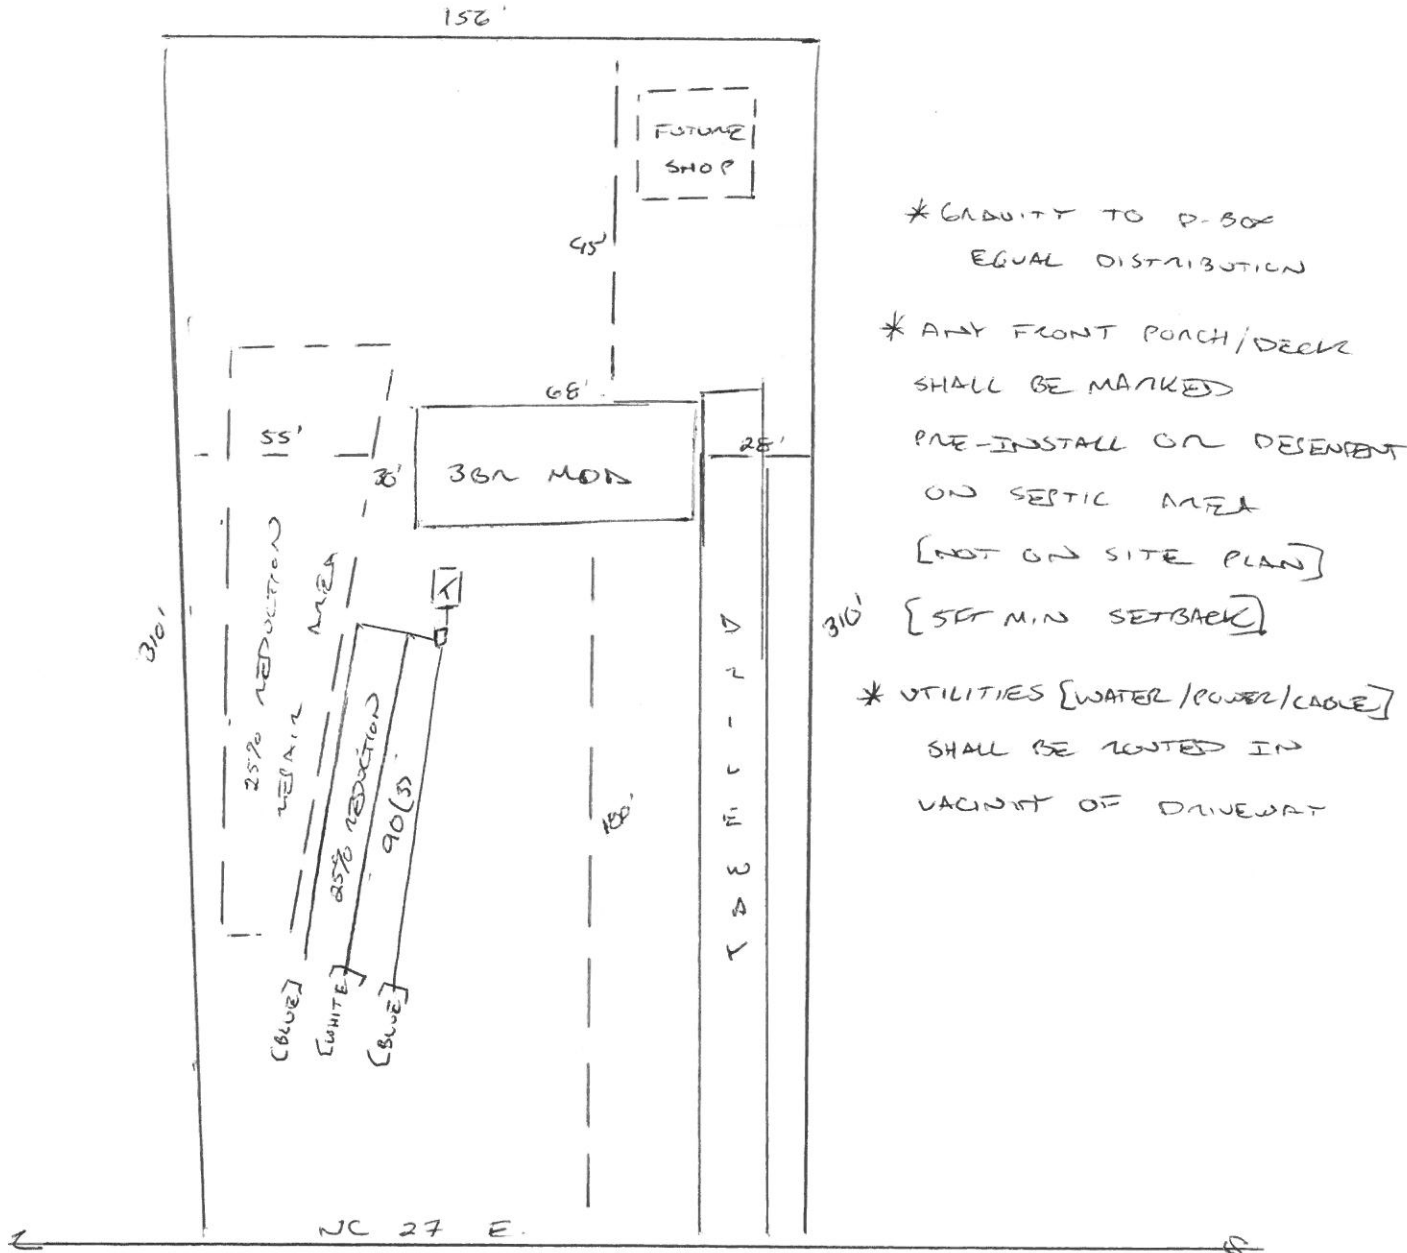 156'
FUTURE
SHOP
95'
68'
55'
28'
3BR MOD
30'
25% REDUCTION
REPAIR AREA
310'
310'
25% REDUCTION
90(3)
180'
DRIVEWAY
[BLUE]
[WHITE]
[BLUE]
NC 27 E.
* GRAVITY TO D-BOX
EQUAL DISTRIBUTION
* ANY FRONT PORCH/DECK
SHALL BE MARKED
PRE-INSTALL OR DEPENDENT
ON SEPTIC AREA
[NOT ON SITE PLAN]
[5FT MIN SETBACK]
* UTILITIES [WATER/POWER/CABLE]
SHALL BE ROUTED IN
VACINITY OF DRIVEWAY